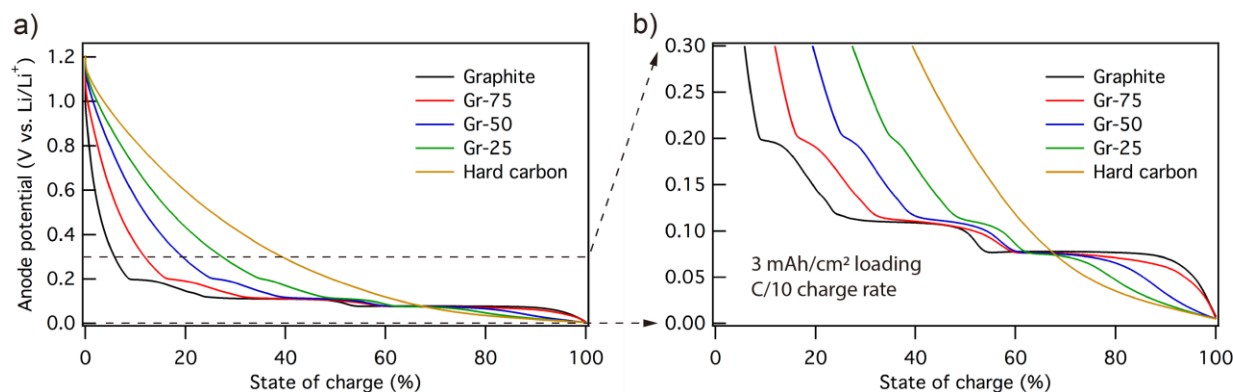 a)
Anode potential (V vs. Li/Li⁺)
1.2
1.0
0.8
0.6
0.4
0.2
0.0
Graphite
Gr-75
Gr-50
Gr-25
Hard carbon
0 20 40 60 80 100
State of charge (%)
b)
0.30
0.25
0.20
0.15
0.10
0.05
0.00
Graphite
Gr-75
Gr-50
Gr-25
Hard carbon
3 mAh/cm² loading
C/10 charge rate
0 20 40 60 80 100
State of charge (%)